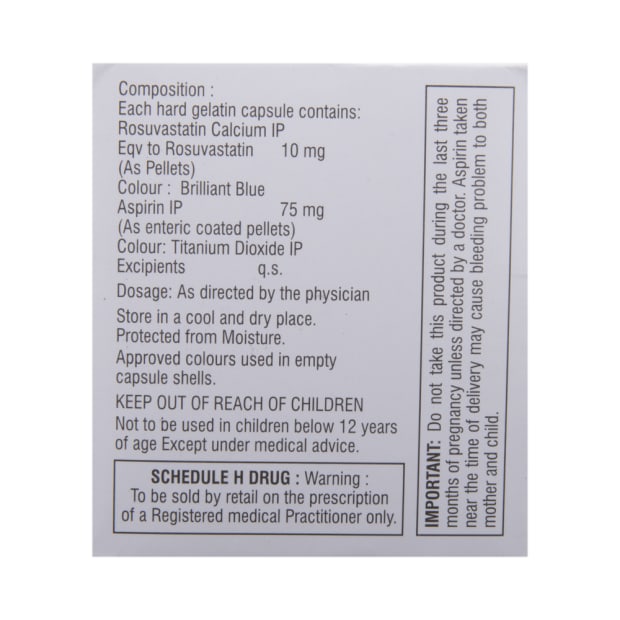 Composition :
Each hard gelatin capsule contains:
Rosuvastatin Calcium IP
Eqv to Rosuvastatin 10 mg
(As Pellets)
Colour : Brilliant Blue
Aspirin IP 75 mg
(As enteric coated pellets)
Colour: Titanium Dioxide IP
Excipients q.s.
Dosage: As directed by the physician
Store in a cool and dry place.
Protected from Moisture.
Approved colours used in empty
capsule shells.
KEEP OUT OF REACH OF CHILDREN
Not to be used in children below 12 years
of age Except under medical advice.
SCHEDULE H DRUG : Warning :
To be sold by retail on the prescription
of a Registered medical Practitioner only.
IMPORTANT: Do not take this product during the last three
months of pregnancy unless directed by a doctor. Aspirin taken
near the time of delivery may cause bleeding problem to both
mother and child.